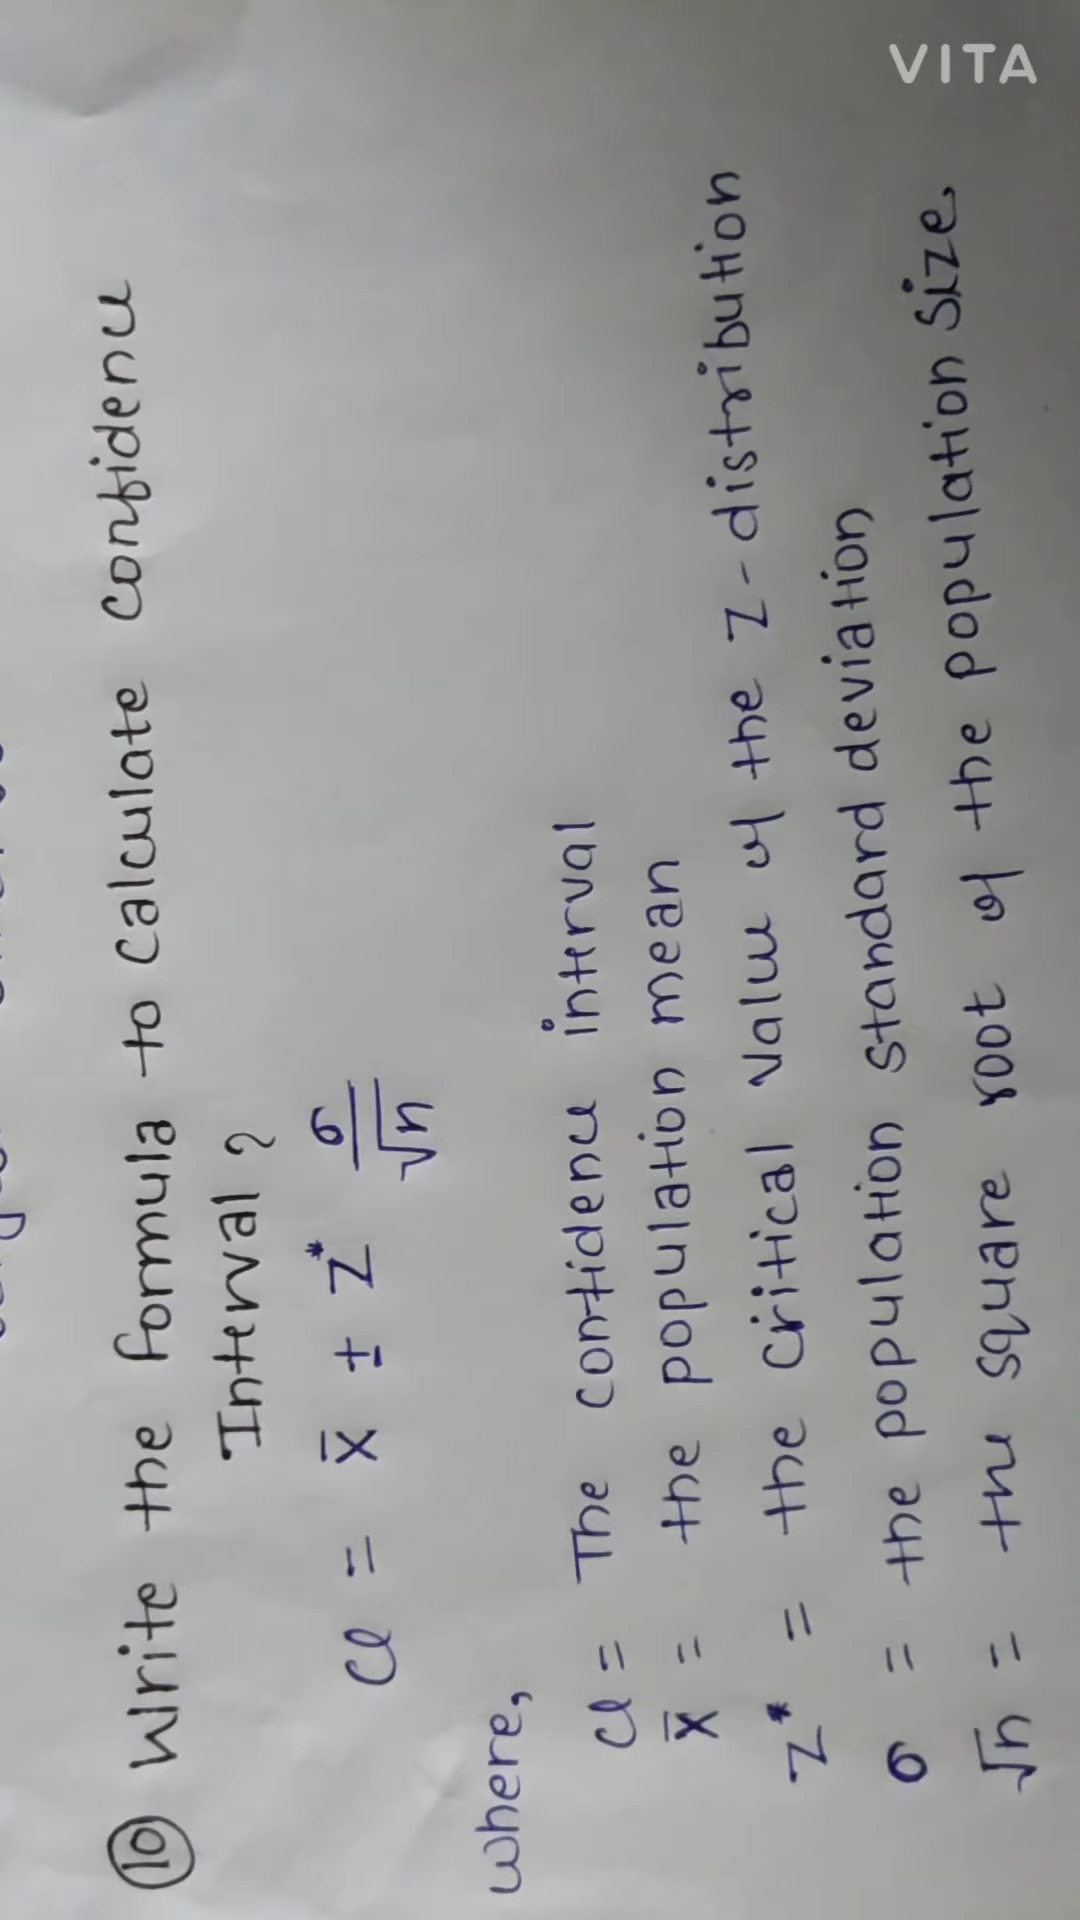 VITA
10 Write the formula to calculate confidence
Interval ?
CI = x̄ ± Z* σ/√n
where,
CI = The confidence interval
x̄ = the population mean
Z* = the critical value of the Z-distribution
σ = the population standard deviation
√n = the square root of the population size.